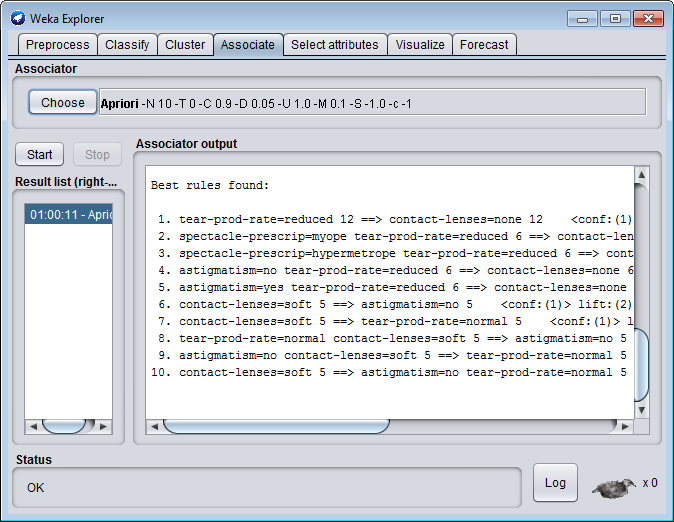 Weka Explorer
Preprocess Classify Cluster Associate Select attributes Visualize Forecast
Associator
Choose Apriori -N 10 -T 0 -C 0.9 -D 0.05 -U 1.0 -M 0.1 -S -1.0 -c -1
Start Stop
Result list (right-...
01:00:11 - Aprio
Associator output
Best rules found:
1. tear-prod-rate=reduced 12 ==> contact-lenses=none 12 <conf:(1)
2. spectacle-prescrip=myope tear-prod-rate=reduced 6 ==> contact-len
3. spectacle-prescrip=hypermetrope tear-prod-rate=reduced 6 ==> cont
4. astigmatism=no tear-prod-rate=reduced 6 ==> contact-lenses=none 6
5. astigmatism=yes tear-prod-rate=reduced 6 ==> contact-lenses=none
6. contact-lenses=soft 5 ==> astigmatism=no 5 <conf:(1)> lift:(2)
7. contact-lenses=soft 5 ==> tear-prod-rate=normal 5 <conf:(1)> l
8. tear-prod-rate=normal contact-lenses=soft 5 ==> astigmatism=no 5
9. astigmatism=no contact-lenses=soft 5 ==> tear-prod-rate=normal 5
10. contact-lenses=soft 5 ==> astigmatism=no tear-prod-rate=normal 5
Status
OK
Log
x 0